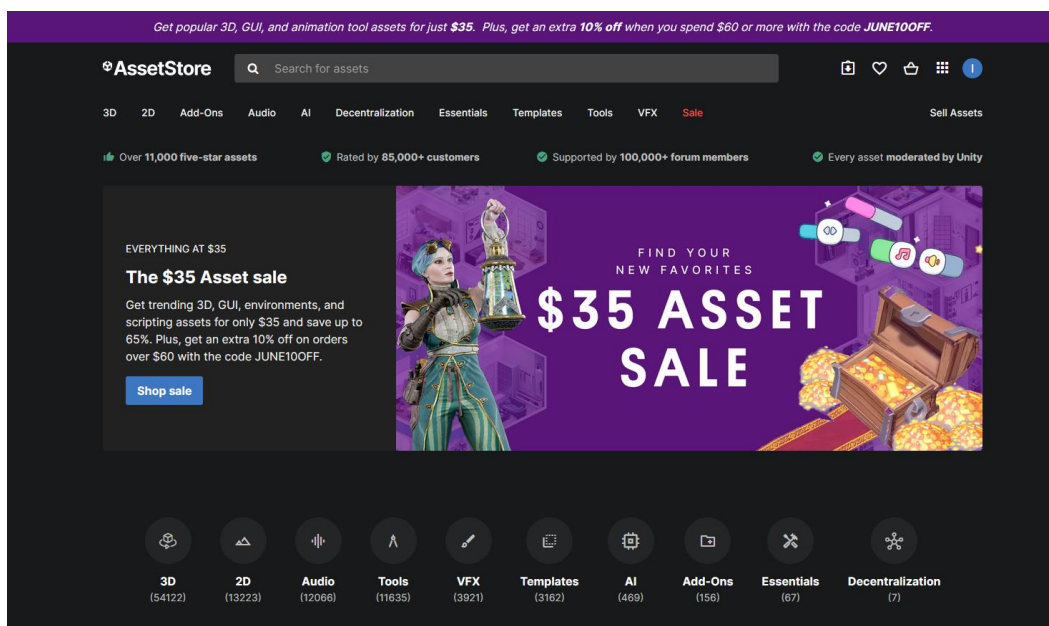 Get popular 3D, GUI, and animation tool assets for just $35. Plus, get an extra 10% off when you spend $60 or more with the code JUNE10OFF.
AssetStore
Search for assets
I
3D 2D Add-Ons Audio AI Decentralization Essentials Templates Tools VFX Sale Sell Assets
Over 11,000 five-star assets Rated by 85,000+ customers Supported by 100,000+ forum members Every asset moderated by Unity
EVERYTHING AT $35
The $35 Asset sale
Get trending 3D, GUI, environments, and
scripting assets for only $35 and save up to
65%. Plus, get an extra 10% off on orders
over $60 with the code JUNE10OFF.
Shop sale
FIND YOUR
NEW FAVORITES
$35 ASSET
SALE
3D 2D Audio Tools VFX Templates AI Add-Ons Essentials Decentralization
(54122) (13223) (12066) (11635) (3921) (3162) (469) (156) (67) (7)